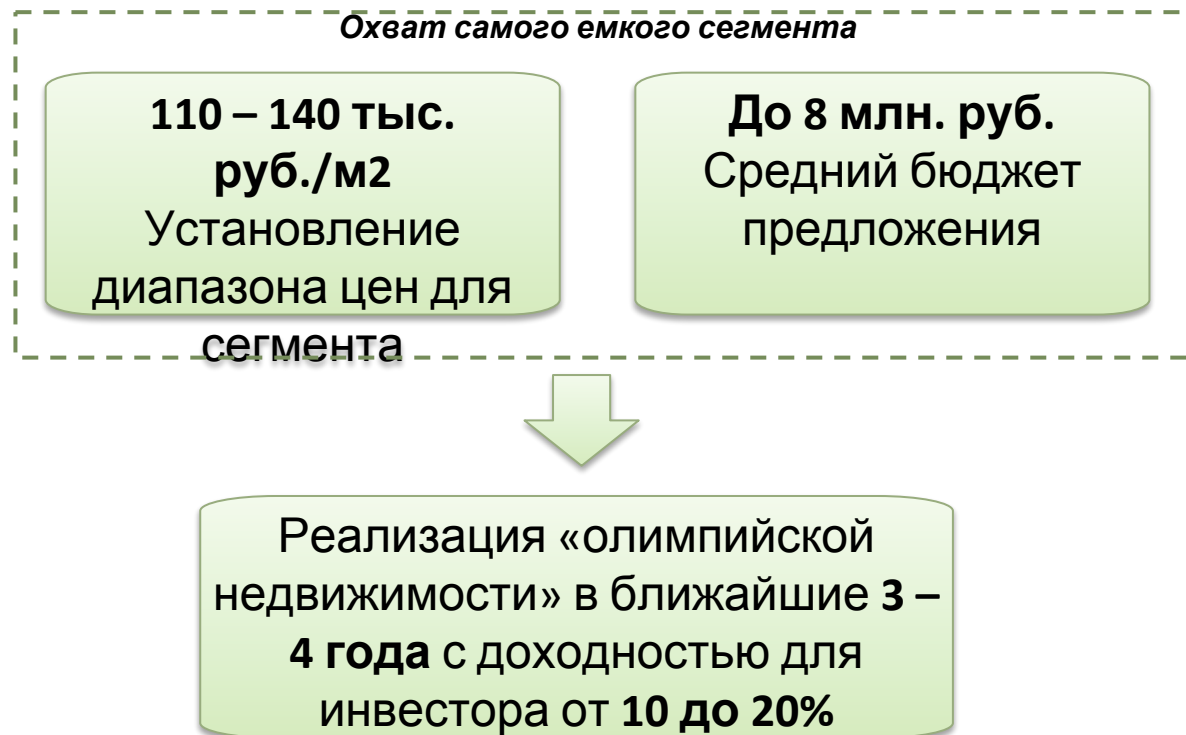 Охват самого емкого сегмента
110 – 140 тыс.
руб./м2
Установление
диапазона цен для
сегмента
До 8 млн. руб.
Средний бюджет
предложения
Реализация «олимпийской
недвижимости» в ближайшие 3 –
4 года с доходностью для
инвестора от 10 до 20%